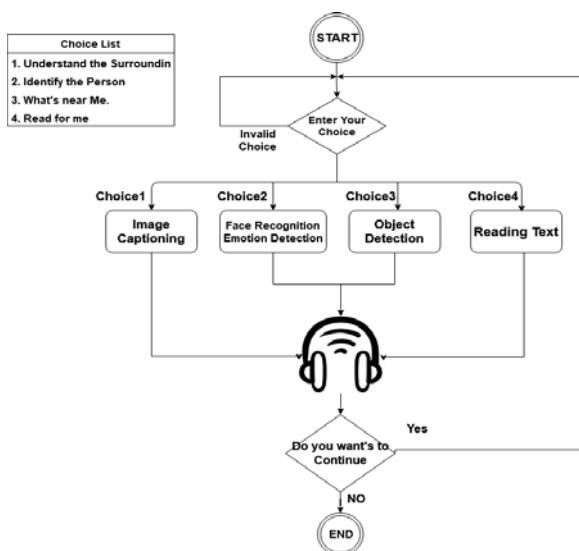 START
Choice List
1. Understand the Surroundin
2. Identify the Person
3. What's near Me.
4. Read for me
Enter Your
Choice
Invalid
Choice
Choice1
Choice2
Choice3
Choice4
Image
Captioning
Face Recognition
Emotion Detection
Object
Detection
Reading Text
Do you want's to
Continue
Yes
NO
END